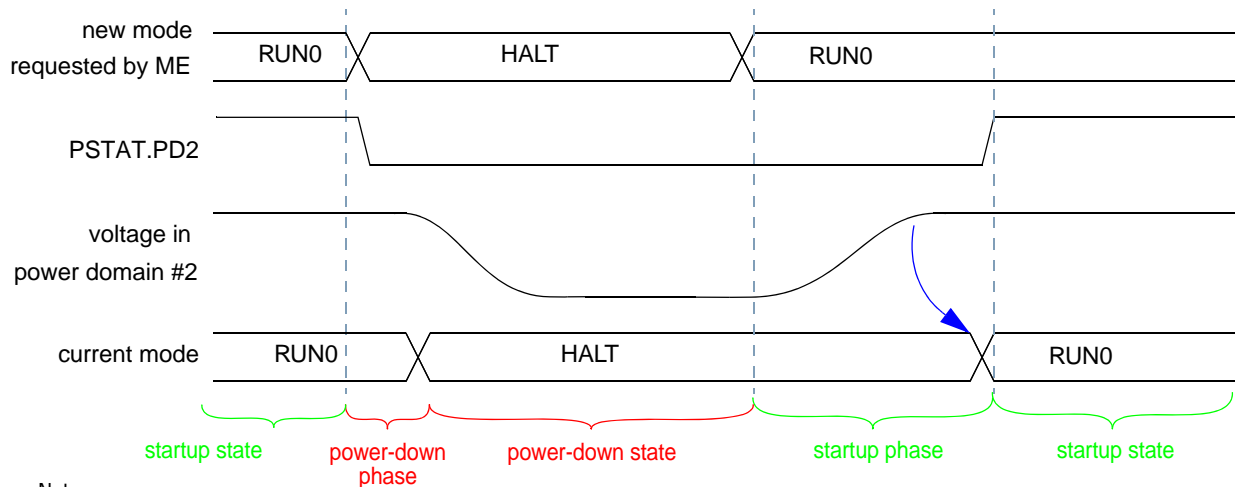 new mode
requested by ME
RUN0
HALT
RUN0
PSTAT.PD2
voltage in
power domain #2
current mode
RUN0
HALT
RUN0
startup state
power-down
phase
power-down state
startup phase
startup state